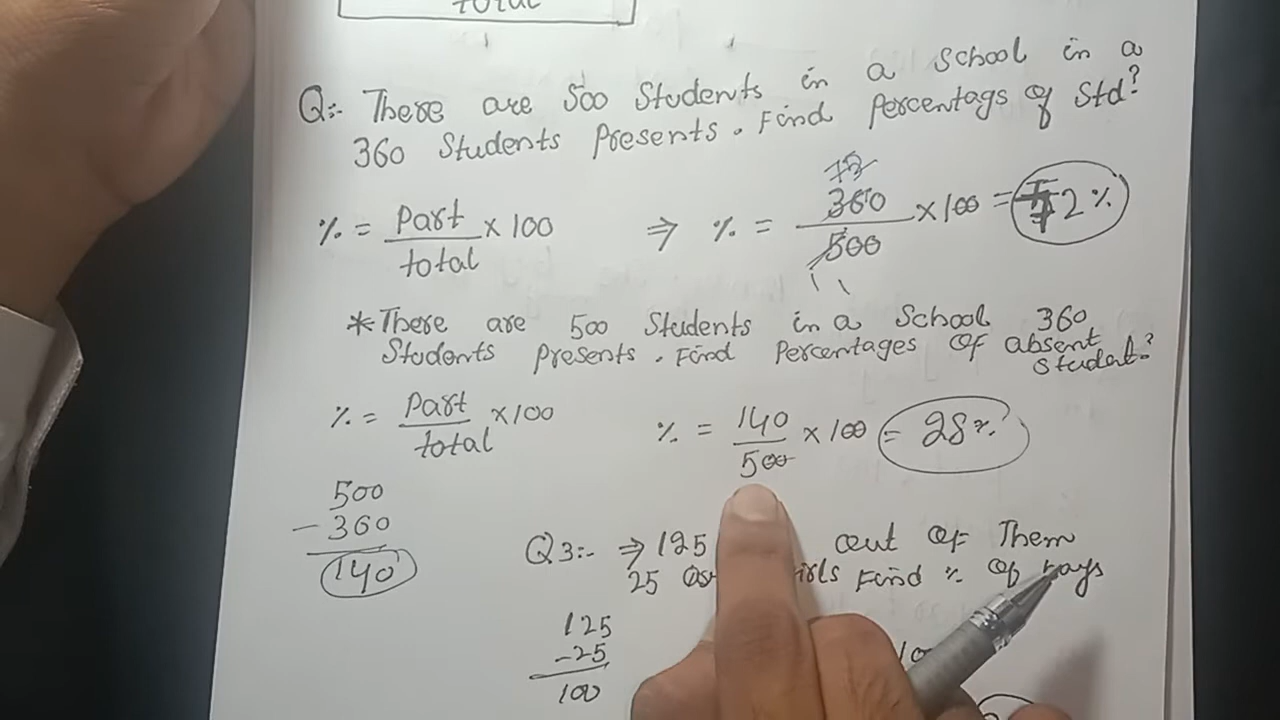 total
Q:- There are 500 Students in a School in a
360 Students Presents. Find Percentags of Std?
% = Part/total x 100 ⇒ % = 360/500 x 100 = 72%
72
* There are 500 Students in a School 360
Students Presents. Find Percentages of absent
student?
% = Part/total x 100 % = 140/500 x 100 = 28%
500
- 360
140
Q3:- ⇒ 125 out of Them
25 Find % of
125
-25
100